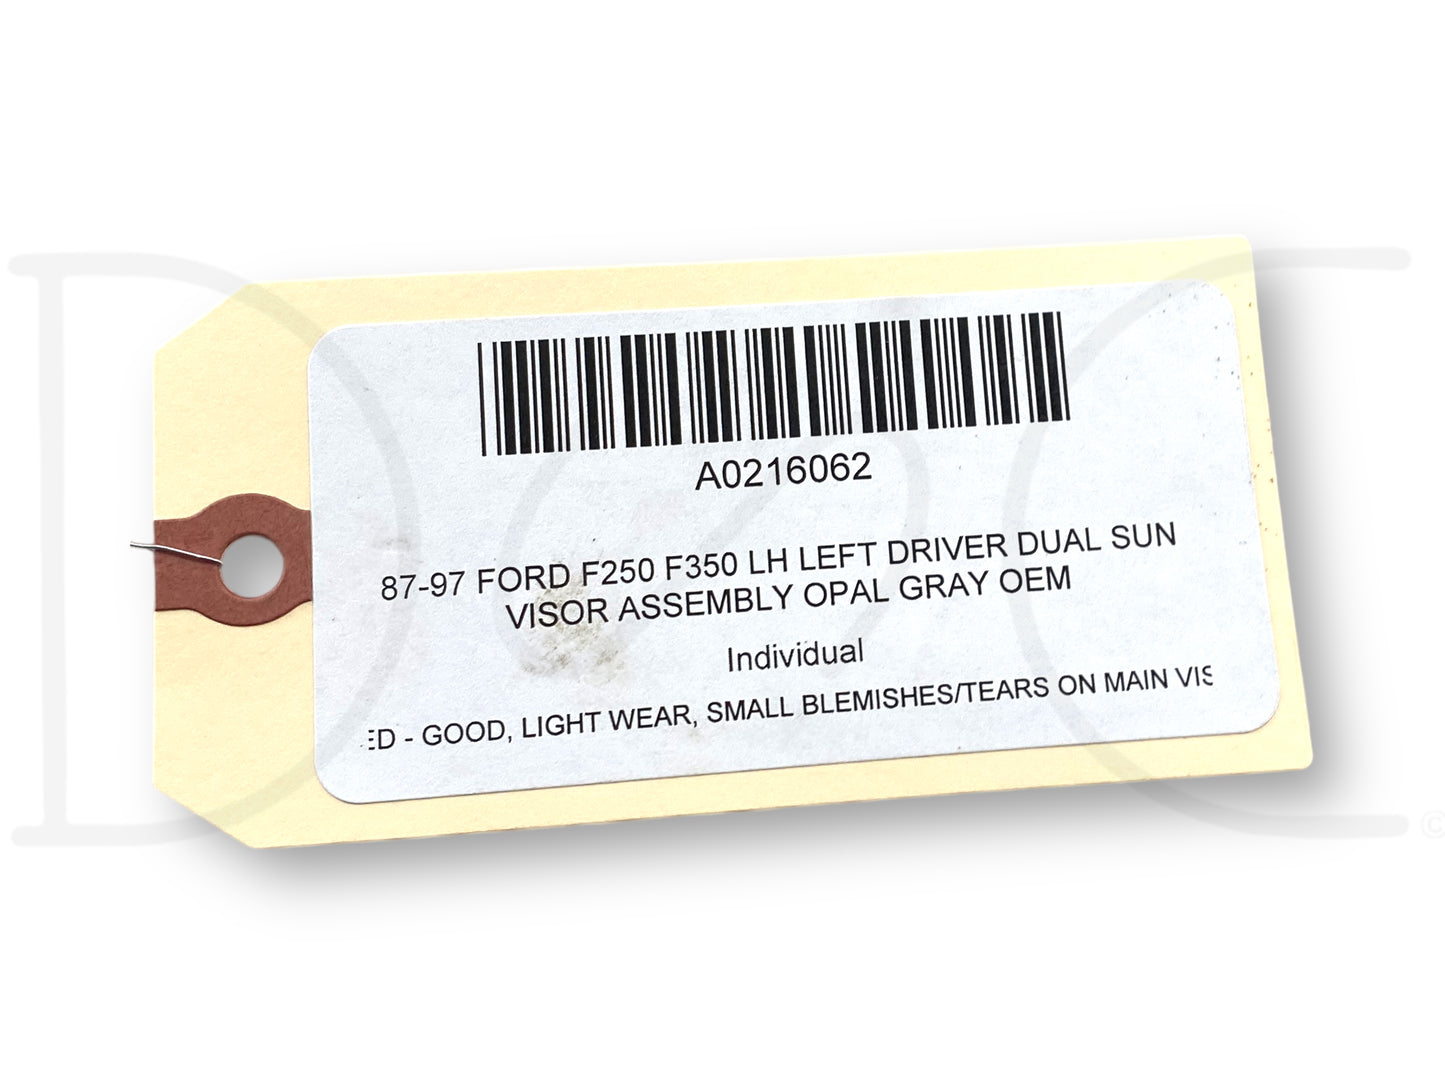 A0216062
87-97 FORD F250 F350 LH LEFT DRIVER DUAL SUN
VISOR ASSEMBLY OPAL GRAY OEM
Individual
ED - GOOD, LIGHT WEAR, SMALL BLEMISHES/TEARS ON MAIN VIS
©